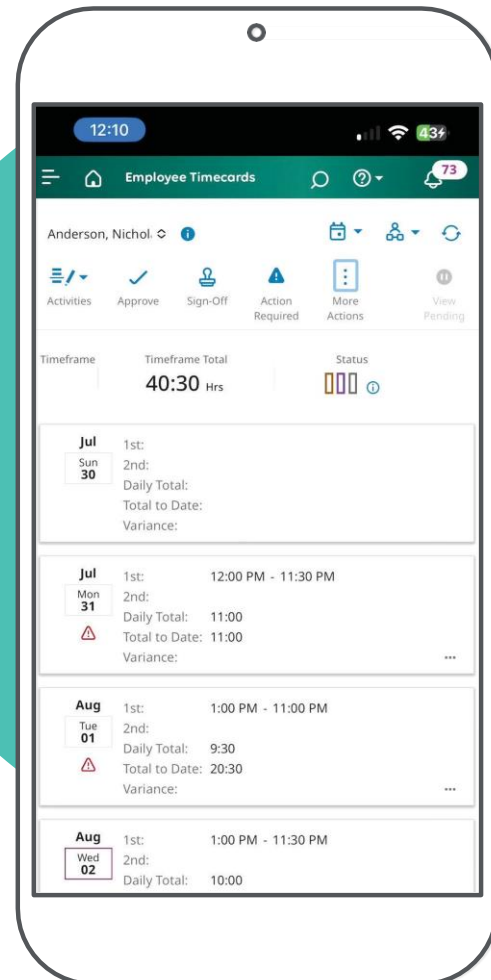 12:10
43
Employee Timecards
73
Anderson, Nichol
Activities
Approve
Sign-Off
Action Required
More Actions
View Pending
Timeframe
Timeframe Total
Status
40:30 Hrs
Jul
Sun
30
1st:
2nd:
Daily Total:
Total to Date:
Variance:
Jul
Mon
31
1st: 12:00 PM - 11:30 PM
2nd:
Daily Total: 11:00
Total to Date: 11:00
Variance:
Aug
Tue
01
1st: 1:00 PM - 11:00 PM
2nd:
Daily Total: 9:30
Total to Date: 20:30
Variance:
Aug
Wed
02
1st: 1:00 PM - 11:30 PM
2nd:
Daily Total: 10:00